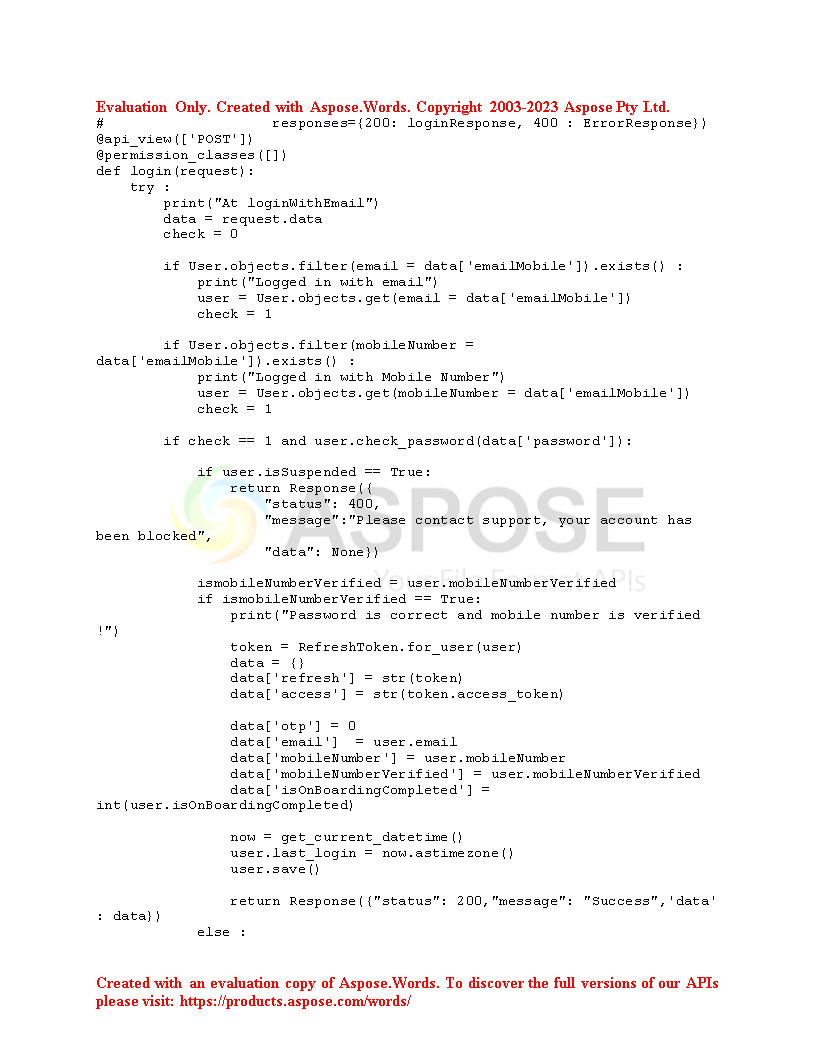 Evaluation Only. Created with Aspose.Words. Copyright 2003-2023 Aspose Pty Ltd.
#                    responses={200: loginResponse, 400 : ErrorResponse})
@api_view(['POST'])
@permission_classes([])
def login(request):
    try :
        print("At loginWithEmail")
        data = request.data
        check = 0

        if User.objects.filter(email = data['emailMobile']).exists() :
            print("Logged in with email")
            user = User.objects.get(email = data['emailMobile'])
            check = 1

        if User.objects.filter(mobileNumber =
data['emailMobile']).exists() :
            print("Logged in with Mobile Number")
            user = User.objects.get(mobileNumber = data['emailMobile'])
            check = 1

        if check == 1 and user.check_password(data['password']):

            if user.isSuspended == True:
                return Response({
                    "status": 400,
                    "message":"Please contact support, your account has
been blocked",
                    "data": None})

            ismobileNumberVerified = user.mobileNumberVerified
            if ismobileNumberVerified == True:
                print("Password is correct and mobile number is verified
!")
                token = RefreshToken.for_user(user)
                data = {}
                data['refresh'] = str(token)
                data['access'] = str(token.access_token)

                data['otp'] = 0
                data['email']  = user.email
                data['mobileNumber'] = user.mobileNumber
                data['mobileNumberVerified'] = user.mobileNumberVerified
                data['isOnBoardingCompleted'] =
int(user.isOnBoardingCompleted)

                now = get_current_datetime()
                user.last_login = now.astimezone()
                user.save()

                return Response({"status": 200,"message": "Success",'data'
: data})
            else :
ASPOSE
Your File Format APIs
Created with an evaluation copy of Aspose.Words. To discover the full versions of our APIs
please visit: https://products.aspose.com/words/